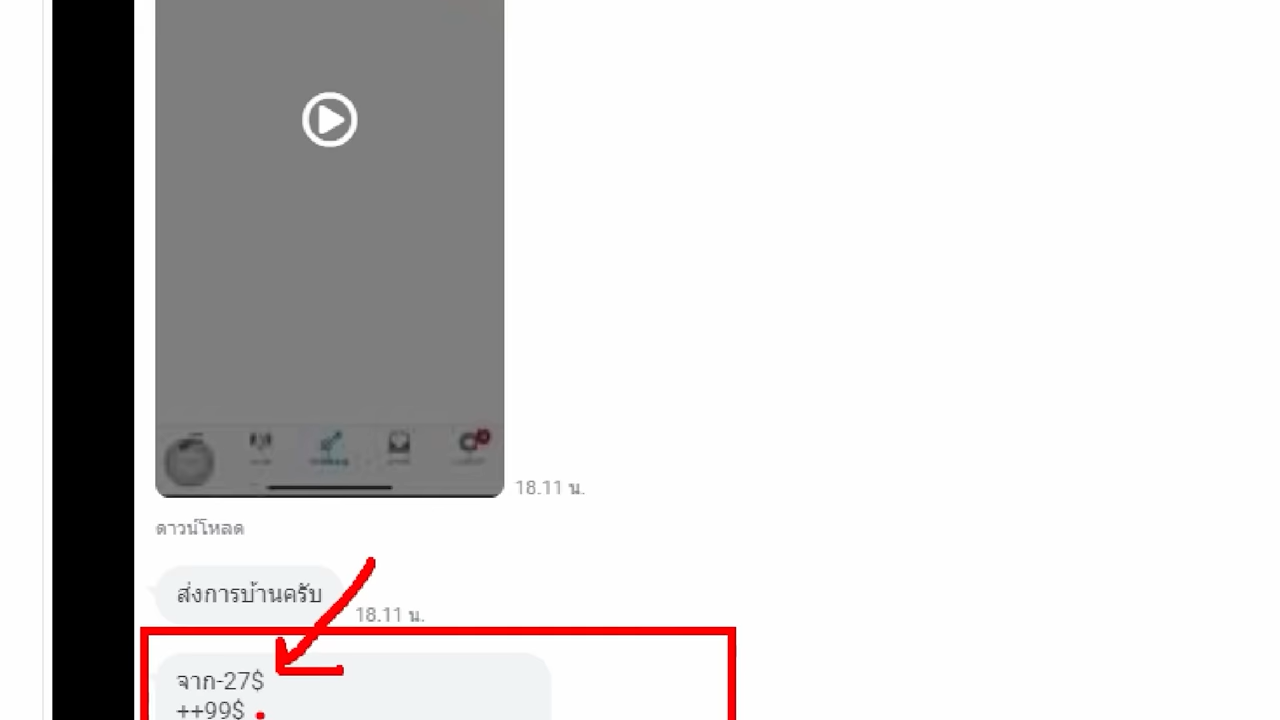 18.11 น.
ดาวน์โหลด
ส่งการบ้านครับ
18.11 น.
จาก-27$
++99$